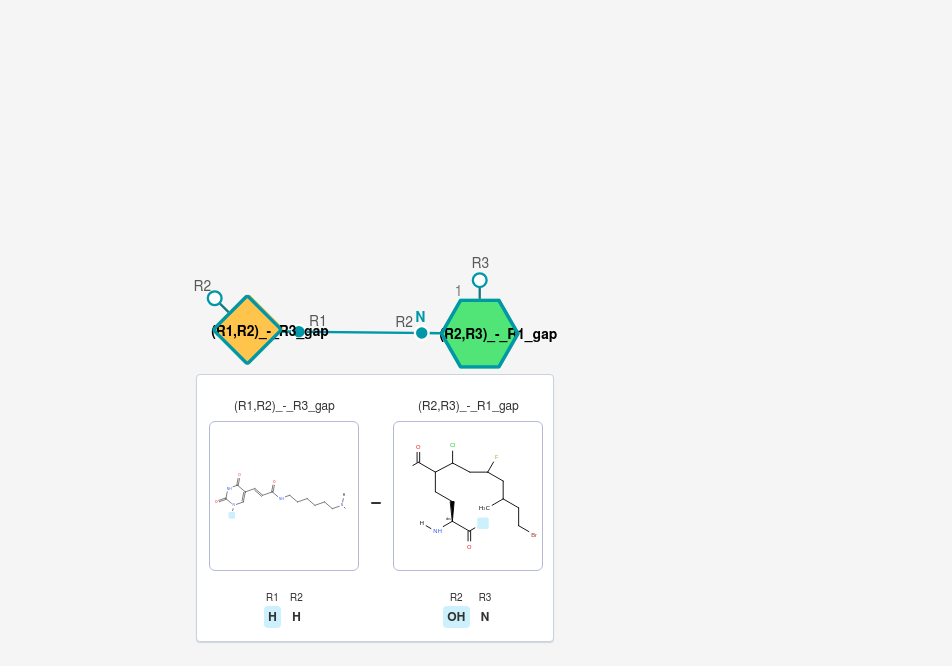 R3
R2
1
R1
R2
N
(R1,R2)_-_R3_gap
(R2,R3)_-_R1_gap
(R1,R2)_-_R3_gap
(R2,R3)_-_R1_gap
Cl
O
F
H₃C
H
NH
O
Br
–
R1 R2
H H
R2 R3
OH N